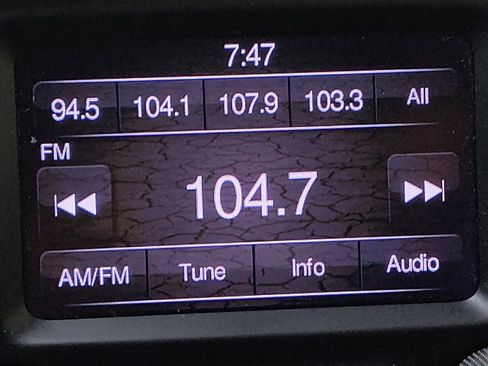 7:47
94.5 104.1 107.9 103.3 All
FM
104.7
AM/FM Tune Info Audio